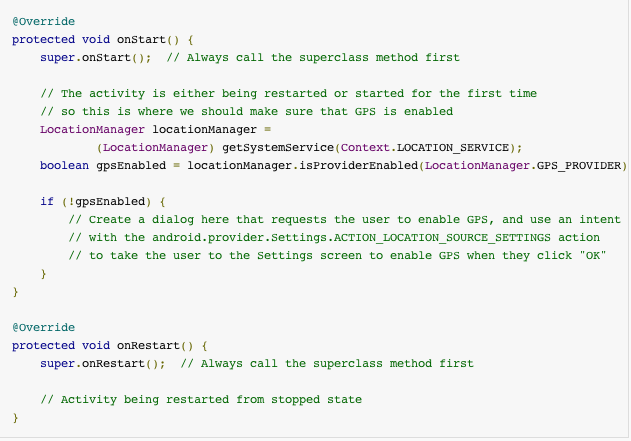 @Override
protected void onStart() {
    super.onStart();  // Always call the superclass method first

    // The activity is either being restarted or started for the first time
    // so this is where we should make sure that GPS is enabled
    LocationManager locationManager =
            (LocationManager) getSystemService(Context.LOCATION_SERVICE);
    boolean gpsEnabled = locationManager.isProviderEnabled(LocationManager.GPS_PROVIDER)

    if (!gpsEnabled) {
        // Create a dialog here that requests the user to enable GPS, and use an intent
        // with the android.provider.Settings.ACTION_LOCATION_SOURCE_SETTINGS action
        // to take the user to the Settings screen to enable GPS when they click "OK"
    }
}

@Override
protected void onRestart() {
    super.onRestart();  // Always call the superclass method first

    // Activity being restarted from stopped state
}